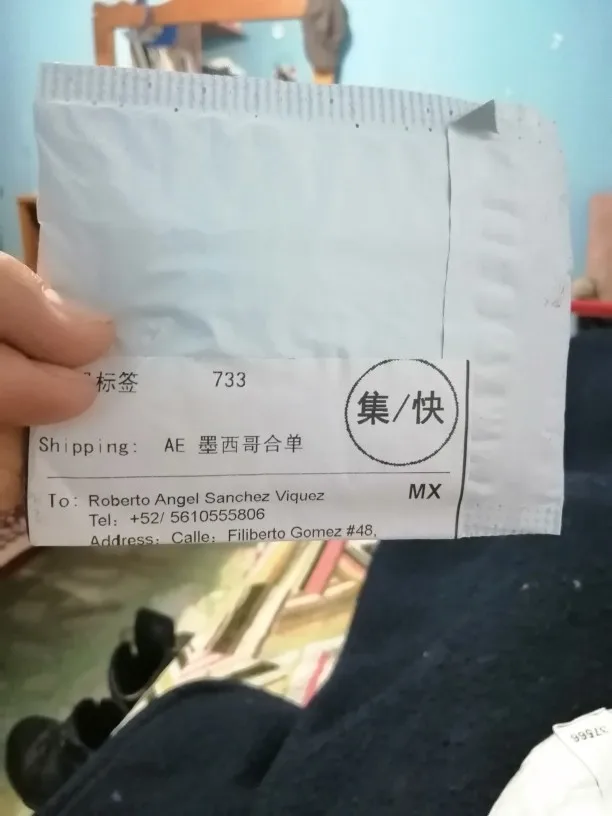 标签 733
集/快
Shipping: AE 墨西哥合单
MX
To: Roberto Angel Sanchez Viquez
Tel: +52/ 5610555806
Address: Calle: Filiberto Gomez #48,
37566